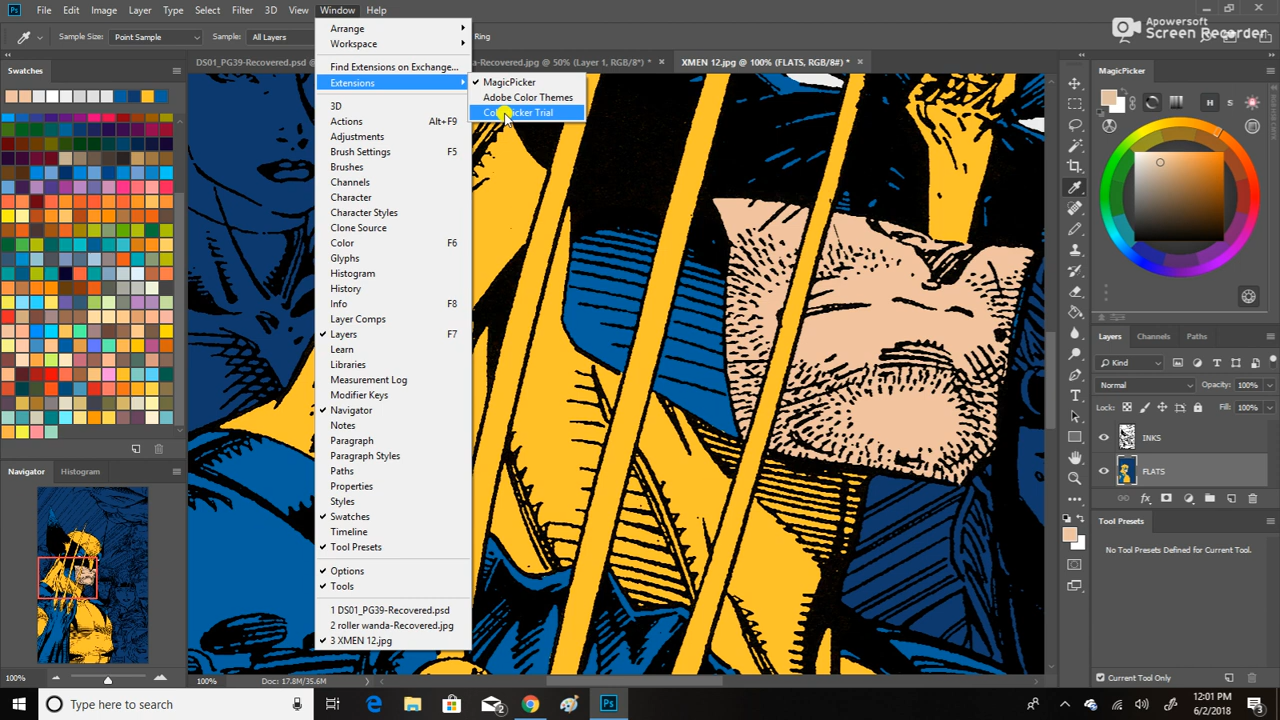 Ps File Edit Image Layer Type Select Filter 3D View Window Help
Apowersoft
Screen Recorder
Sample Size: Point Sample Sample: All Layers Ring
DS01_PG39-Recovered.psd a-Recovered.jpg @ 50% (Layer 1, RGB/8*) * × XMEN 12.jpg @ 100% (FLATS, RGB/8#) * ×
Swatches
Arrange
Workspace
Find Extensions on Exchange...
Extensions
3D
Actions Alt+F9
Adjustments
Brush Settings F5
Brushes
Channels
Character
Character Styles
Clone Source
Color F6
Glyphs
Histogram
History
Info F8
Layer Comps
Layers F7
Learn
Libraries
Measurement Log
Modifier Keys
Navigator
Notes
Paragraph
Paragraph Styles
Paths
Properties
Styles
Swatches
Timeline
Tool Presets
Options
Tools
1 DS01_PG39-Recovered.psd
2 roller wanda-Recovered.jpg
3 XMEN 12.jpg
MagicPicker
Adobe Color Themes
Trial
Navigator Histogram
100%
100% Doc: 17.8M/35.6M
MagicPicker
H S
Layers Channels Paths
Kind
Normal Opacity: 100%
Lock: Fill: 100%
INKS
FLATS
Tool Presets
No Tool Presets Defined for Current Tool.
Current Tool Only
Type here to search
2
Ps
12:01 PM
6/2/2018
3